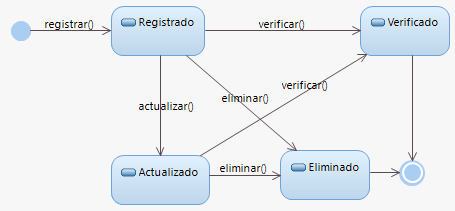 registrar()
Registrado
verificar()
Verificado
actualizar()
eliminar()
verificar()
Actualizado
eliminar()
Eliminado